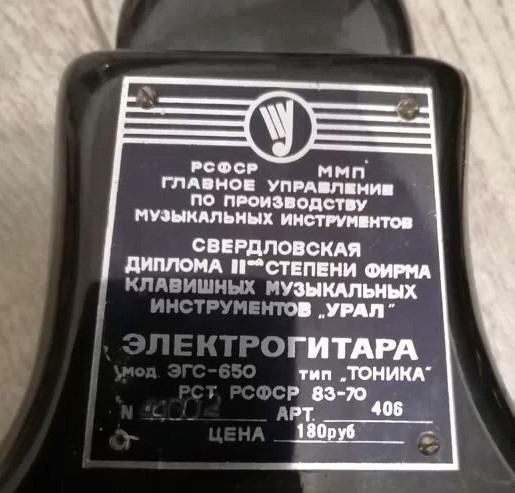 РСФСР ММП
ГЛАВНОЕ УПРАВЛЕНИЕ
ПО ПРОИЗВОДСТВУ
МУЗЫКАЛЬНЫХ ИНСТРУМЕНТОВ
СВЕРДЛОВСКАЯ
ДИПЛОМА II ой СТЕПЕНИ ФИРМА
КЛАВИШНЫХ МУЗЫКАЛЬНЫХ
ИНСТРУМЕНТОВ „УРАЛ"
ЭЛЕКТРОГИТАРА
МОД ЭГС-650 ТИП „ТОНИКА"
РСТ РСФСР 83-70
N АРТ. 406
ЦЕНА 180руб